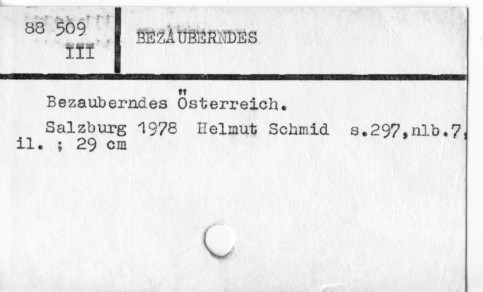 88 509
III
BEZAUBERNDES
Bezauberndes Österreich.
Salzburg 1978 Helmut Schmid s.297,nlb.7,
il. ; 29 cm